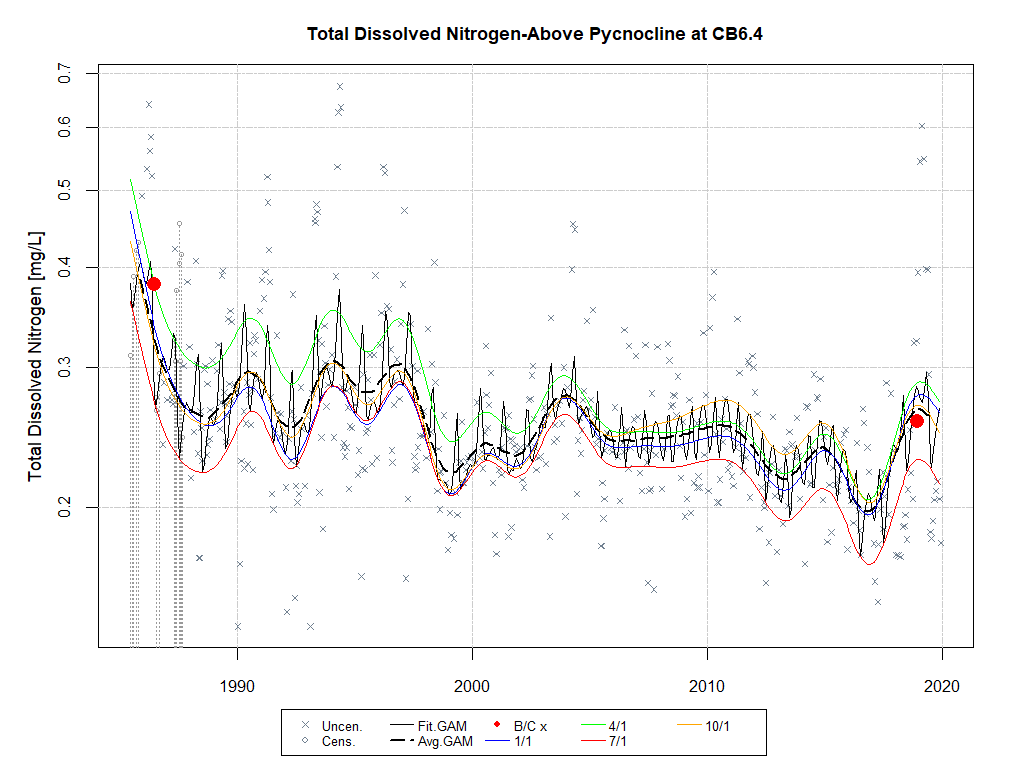 Total Dissolved Nitrogen-Above Pycnocline at CB6.4
Total Dissolved Nitrogen [mg/L]
0.7
0.6
0.5
0.4
0.3
0.2
1990 2000 2010 2020
Uncen. Fit.GAM B/C x 4/1 10/1
Cens. Avg.GAM 1/1 7/1